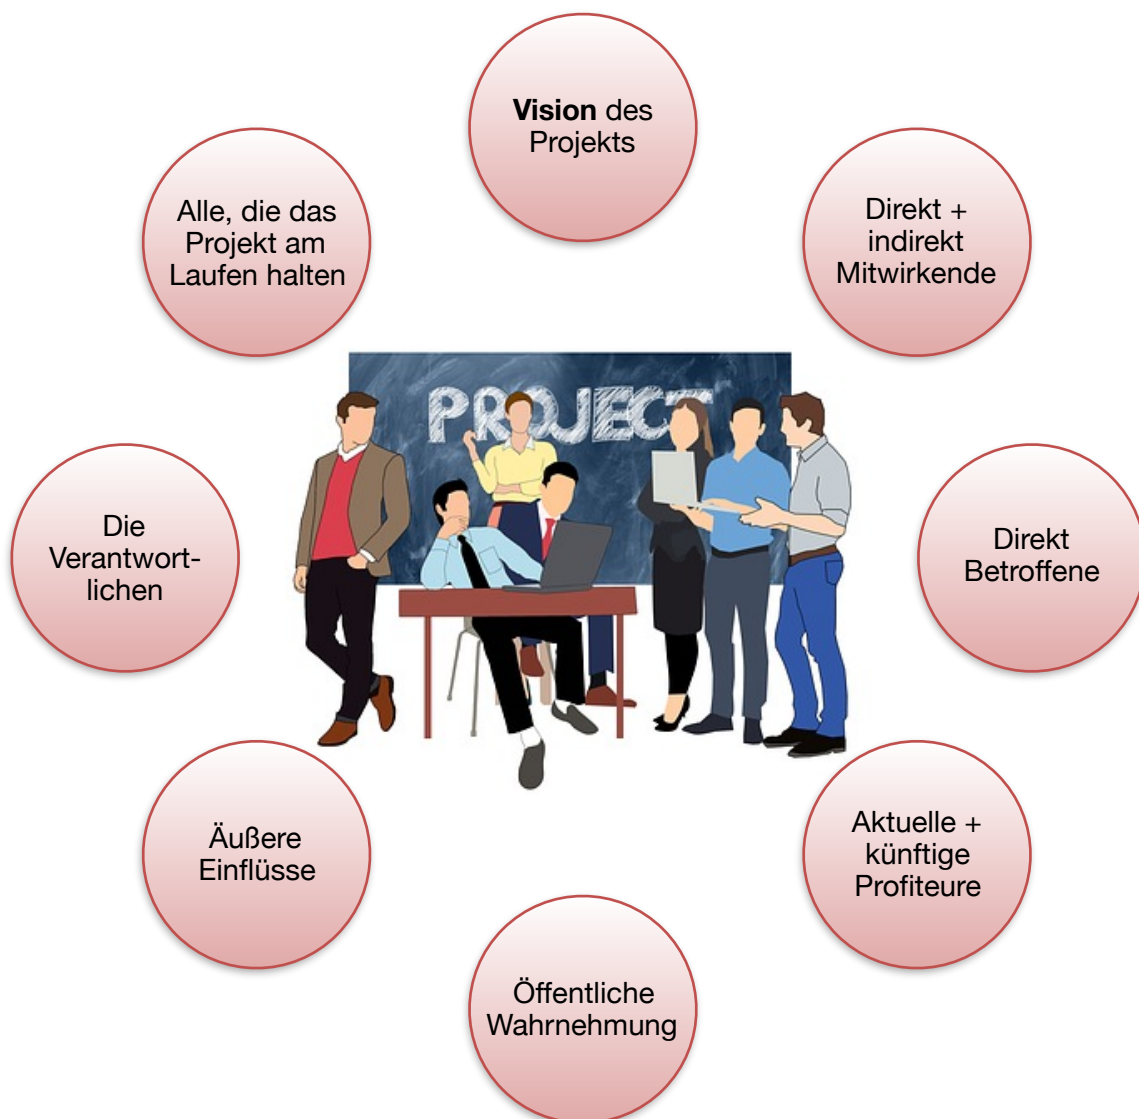 Vision des
Projekts
Direkt +
indirekt
Mitwirkende
Direkt
Betroffene
Aktuelle +
künftige
Profiteure
Öffentliche
Wahrnehmung
Äußere
Einflüsse
Die
Verantwort-
lichen
Alle, die das
Projekt am
Laufen halten
PROJECT